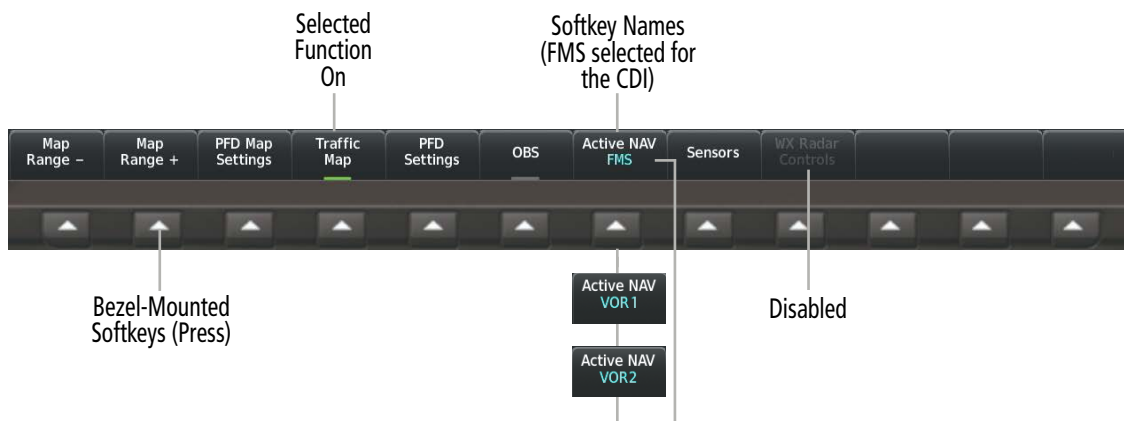 Selected
Function
On
Softkey Names
(FMS selected for
the CDI)
Map
Range –
Map
Range +
PFD Map
Settings
Traffic
Map
PFD
Settings
OBS
Active NAV
FMS
Sensors
WX Radar
Controls
Bezel-Mounted
Softkeys (Press)
Active NAV
VOR1
Disabled
Active NAV
VOR2